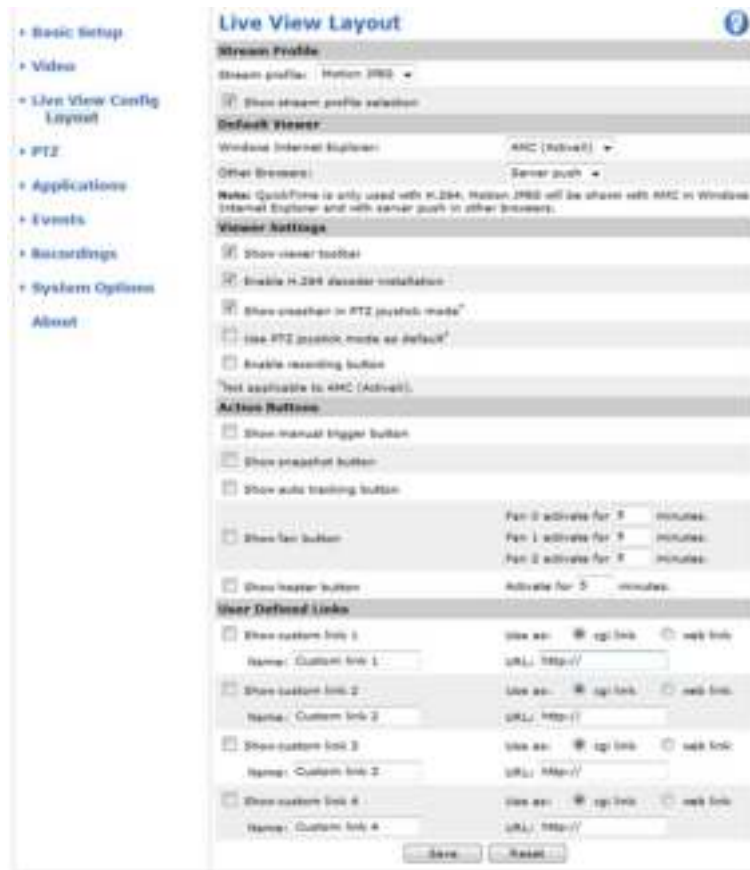 Basic Setup
Video
Live View Config
Layout
PTZ
Applications
Events
Recordings
System Options
About
Live View Layout
Stream Profile
Stream profile: Motion JPEG
Show stream profile selection
Default Viewer
Windows Internet Explorer: AMC (ActiveX)
Other Browsers: Server push
Note: QuickTime is only used with H.264. Motion JPEG will be shown with AMC in Windows
Internet Explorer and with server push in other browsers.
Viewer Settings
Show viewer toolbar
Enable H.264 decoder installation
Show crosshair in PTZ joystick mode*
Use PTZ joystick mode as default*
Enable recording button
*Not applicable to AMC (ActiveX).
Action Buttons
Show manual trigger button
Show snapshot button
Show auto tracking button
Fan 0 activate for 5 minutes.
Show fan button Fan 1 activate for 5 minutes.
Fan 2 activate for 5 minutes.
Show heater button Activate for 5 minutes.
User Defined Links
Show custom link 1 Use as: cgi link web link
Name: Custom link 1 URL: http://
Show custom link 2 Use as: cgi link web link
Name: Custom link 2 URL: http://
Show custom link 3 Use as: cgi link web link
Name: Custom link 3 URL: http://
Show custom link 4 Use as: cgi link web link
Name: Custom link 4 URL: http://
Save Reset